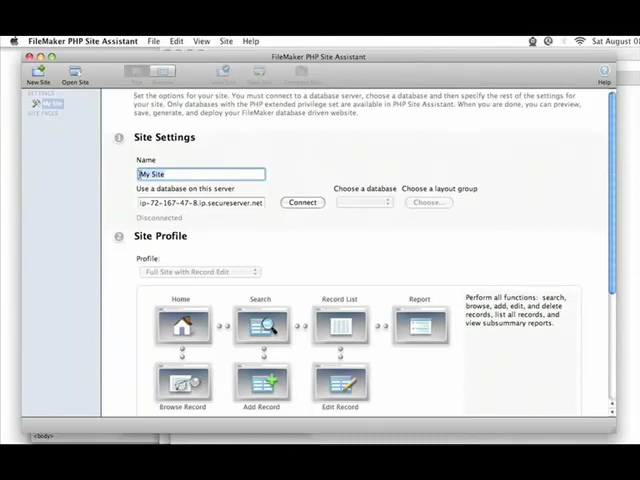 FileMaker PHP Site Assistant File Edit View Site Help Sat August 08
FileMaker PHP Site Assistant
New Site Open Site Help
SETTINGS
My Site
SITE PAGES
Set the options for your site. You must connect to a database server, choose a database and then specify the rest of the settings for
your site. Only databases with the PHP extended privilege set are available in PHP Site Assistant. When you are done, you can preview,
save, generate, and deploy your FileMaker database driven website.
1 Site Settings
Name
My Site
Use a database on this server Choose a database Choose a layout group
ip-72-167-47-8.ip.secureserver.net Connect Choose...
Disconnected
2 Site Profile
Profile:
Full Site with Record Edit
Home Search Record List Report
Perform all functions: search,
browse, add, edit, and delete
records, list all records, and
view subsummary reports.
Browse Record Add Record Edit Record
<body>